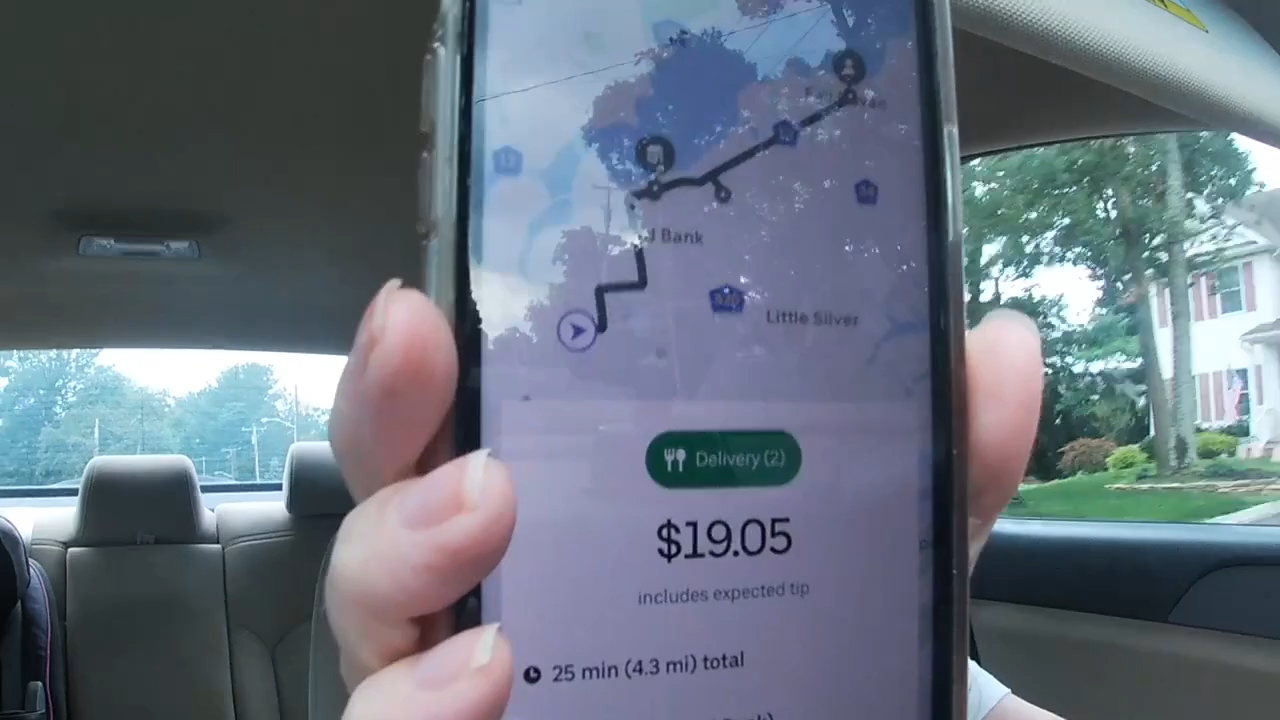 d Bank
Little Silver
Delivery (2)
$19.05
includes expected tip
25 min (4.3 mi) total